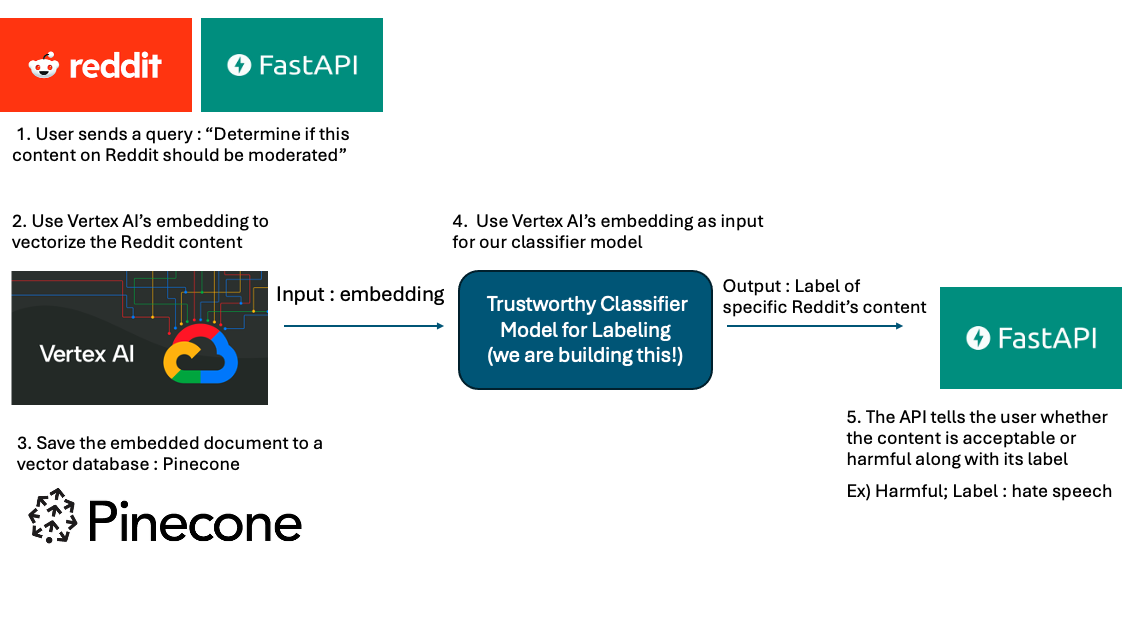 reddit
FastAPI
1. User sends a query : “Determine if this
content on Reddit should be moderated”
2. Use Vertex AI’s embedding to
vectorize the Reddit content
4. Use Vertex AI’s embedding as input
for our classifier model
Vertex AI
Input : embedding
Trustworthy Classifier
Model for Labeling
(we are building this!)
Output : Label of
specific Reddit’s content
FastAPI
3. Save the embedded document to a
vector database : Pinecone
Pinecone
5. The API tells the user whether
the content is acceptable or
harmful along with its label
Ex) Harmful; Label : hate speech